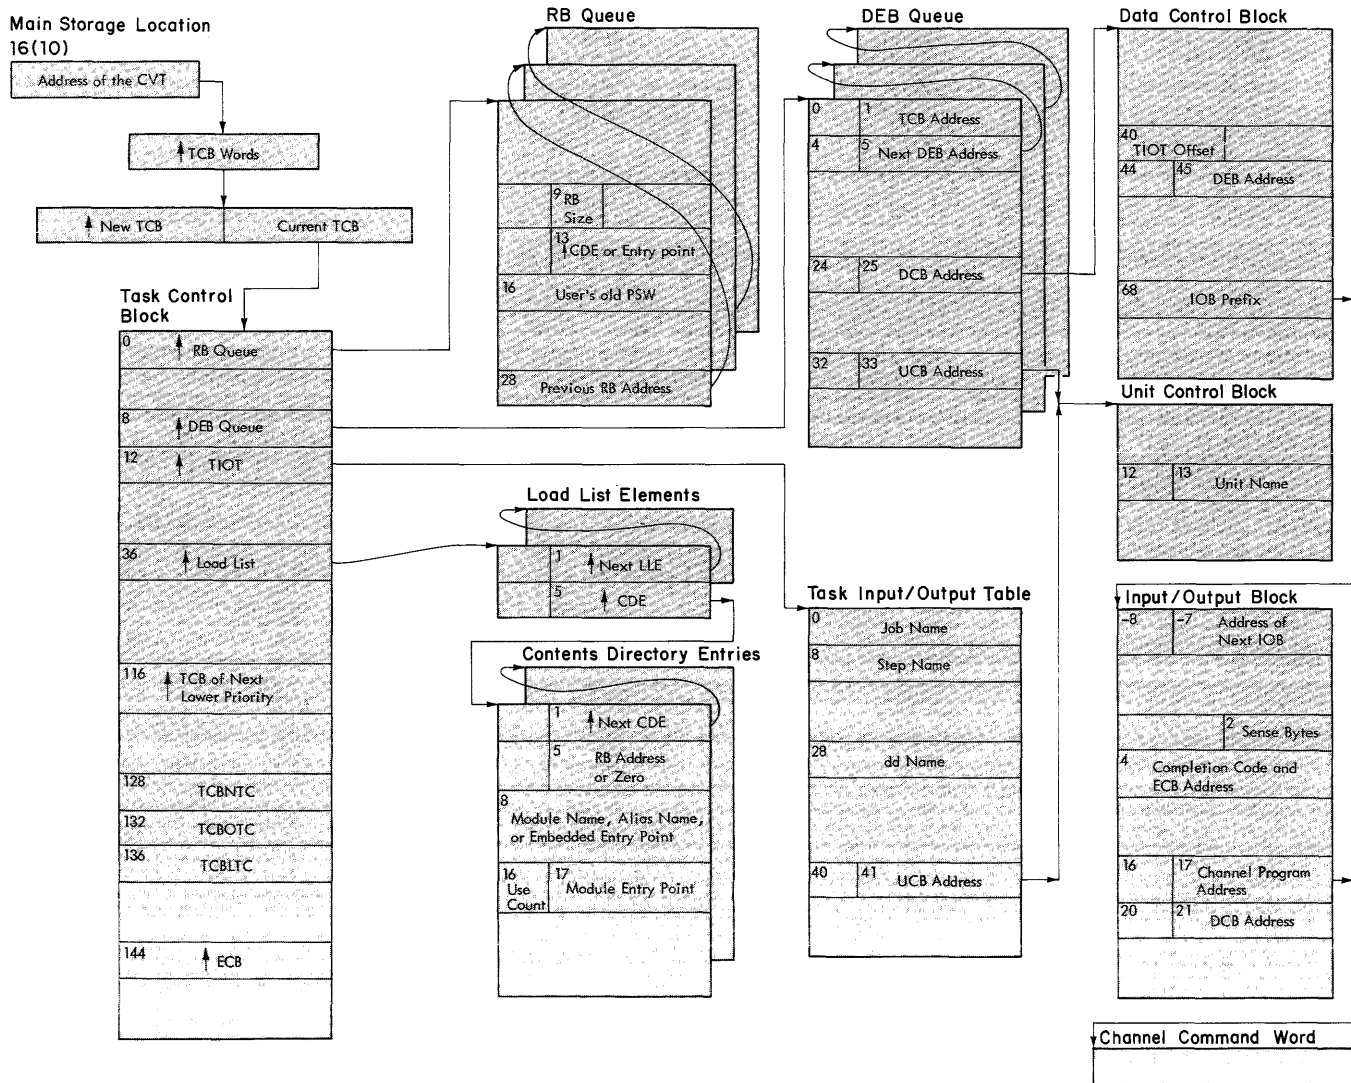 Main Storage Location
16(10)
Address of the CVT
↑ TCB Words
↑ New TCB
Current TCB
Task Control
Block
0
↑ RB Queue
8
↑ DEB Queue
12
↑ TIOT
36
↑ Load List
116
↑ TCB of Next
Lower Priority
128
TCBNTC
132
TCBOTC
136
TCBLTC
144
↑ ECB
RB Queue
9 RB
Size
13
↑ CDE or Entry point
16
User's old PSW
28
Previous RB Address
Load List Elements
1
↑ Next LLE
5
↑ CDE
Contents Directory Entries
1
↑ Next CDE
5
RB Address
or Zero
8
Module Name, Alias Name,
or Embedded Entry Point
16
Use
Count
17
Module Entry Point
DEB Queue
0
1
TCB Address
4
5
Next DEB Address
24
25
DCB Address
32
33
UCB Address
Task Input/Output Table
0
Job Name
8
Step Name
28
dd Name
40
41
UCB Address
Data Control Block
40
TIOT Offset
44
45
DEB Address
68
IOB Prefix
Unit Control Block
12
13
Unit Name
Input/Output Block
-8
-7
Address of
Next IOB
2
Sense Bytes
4
Completion Code and
ECB Address
16
17
Channel Program
Address
20
21
DCB Address
Channel Command Word